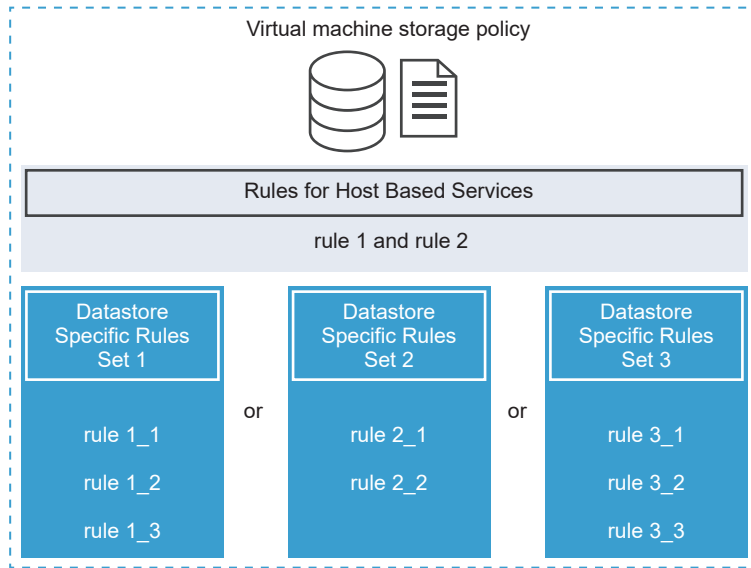 Virtual machine storage policy
Rules for Host Based Services
rule 1 and rule 2
Datastore
Specific Rules
Set 1
rule 1_1
rule 1_2
rule 1_3
or
Datastore
Specific Rules
Set 2
rule 2_1
rule 2_2
or
Datastore
Specific Rules
Set 3
rule 3_1
rule 3_2
rule 3_3